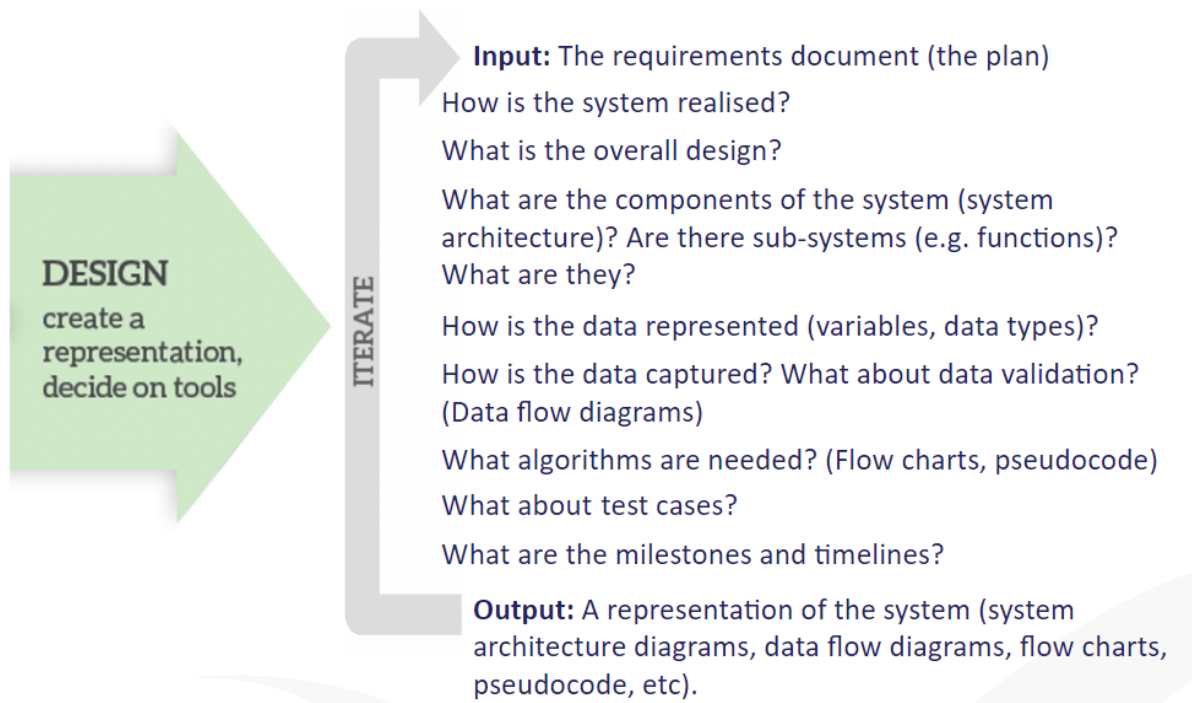 DESIGN
create a
representation,
decide on tools
ITERATE
Input: The requirements document (the plan)
How is the system realised?
What is the overall design?
What are the components of the system (system
architecture)? Are there sub-systems (e.g. functions)?
What are they?
How is the data represented (variables, data types)?
How is the data captured? What about data validation?
(Data flow diagrams)
What algorithms are needed? (Flow charts, pseudocode)
What about test cases?
What are the milestones and timelines?
Output: A representation of the system (system
architecture diagrams, data flow diagrams, flow charts,
pseudocode, etc).